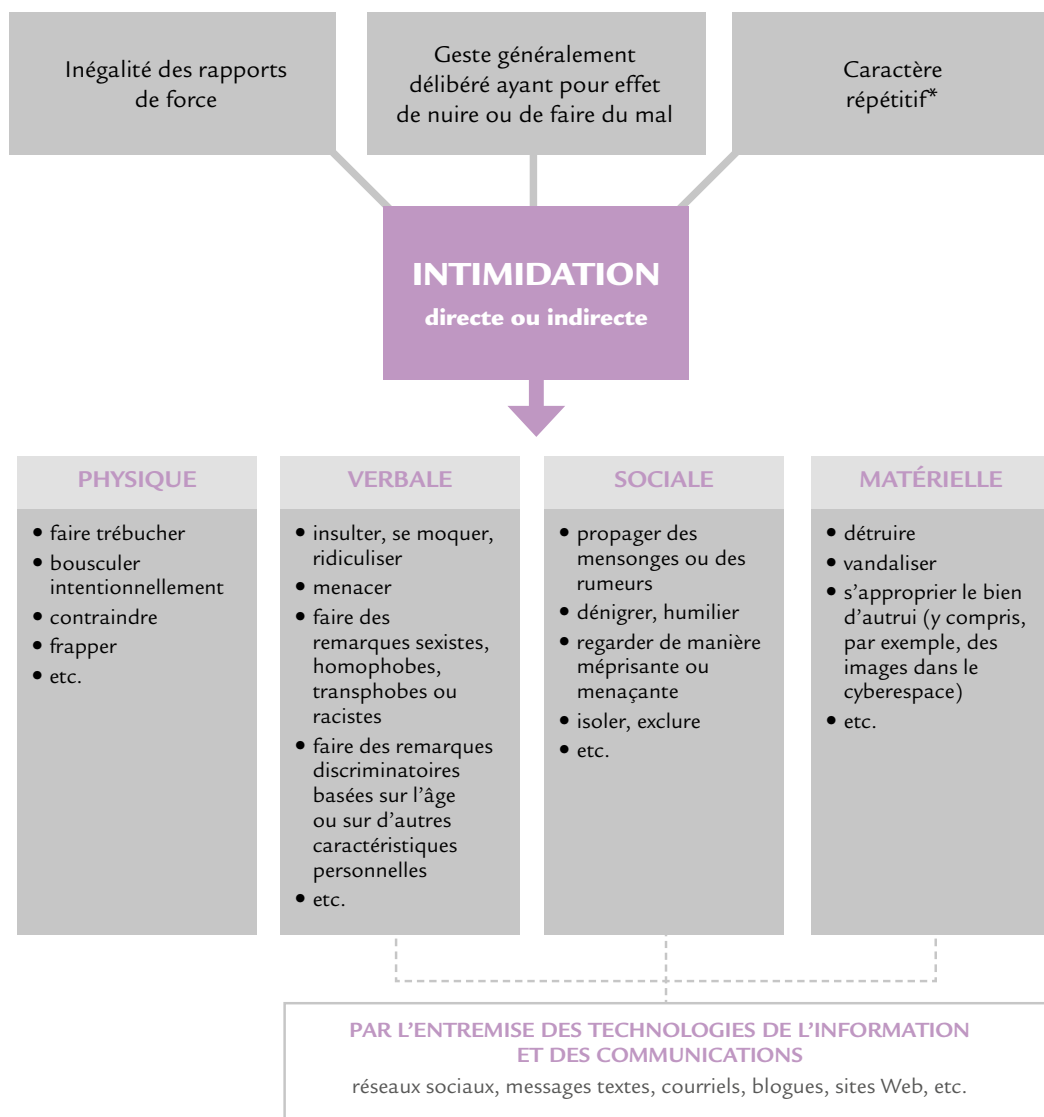 Inégalité des rapports
de force
Geste généralement
délibéré ayant pour effet
de nuire ou de faire du mal
Caractère
répétitif*
INTIMIDATION
directe ou indirecte
PHYSIQUE
• faire trébucher
• bousculer
intentionnellement
• contraindre
• frapper
• etc.
VERBALE
• insulter, se moquer,
ridiculiser
• menacer
• faire des
remarques sexistes,
homophobes,
transphobes ou
racistes
• faire des remarques
discriminatoires
basées sur l’âge
ou sur d’autres
caractéristiques
personnelles
• etc.
SOCIALE
• propager des
mensonges ou des
rumeurs
• dénigrer, humilier
• regarder de manière
méprisante ou
menaçante
• isoler, exclure
• etc.
MATÉRIELLE
• détruire
• vandaliser
• s’approprier le bien
d’autrui (y compris,
par exemple, des
images dans le
cyberespace)
• etc.
PAR L’ENTREMISE DES TECHNOLOGIES DE L’INFORMATION
ET DES COMMUNICATIONS
réseaux sociaux, messages textes, courriels, blogues, sites Web, etc.